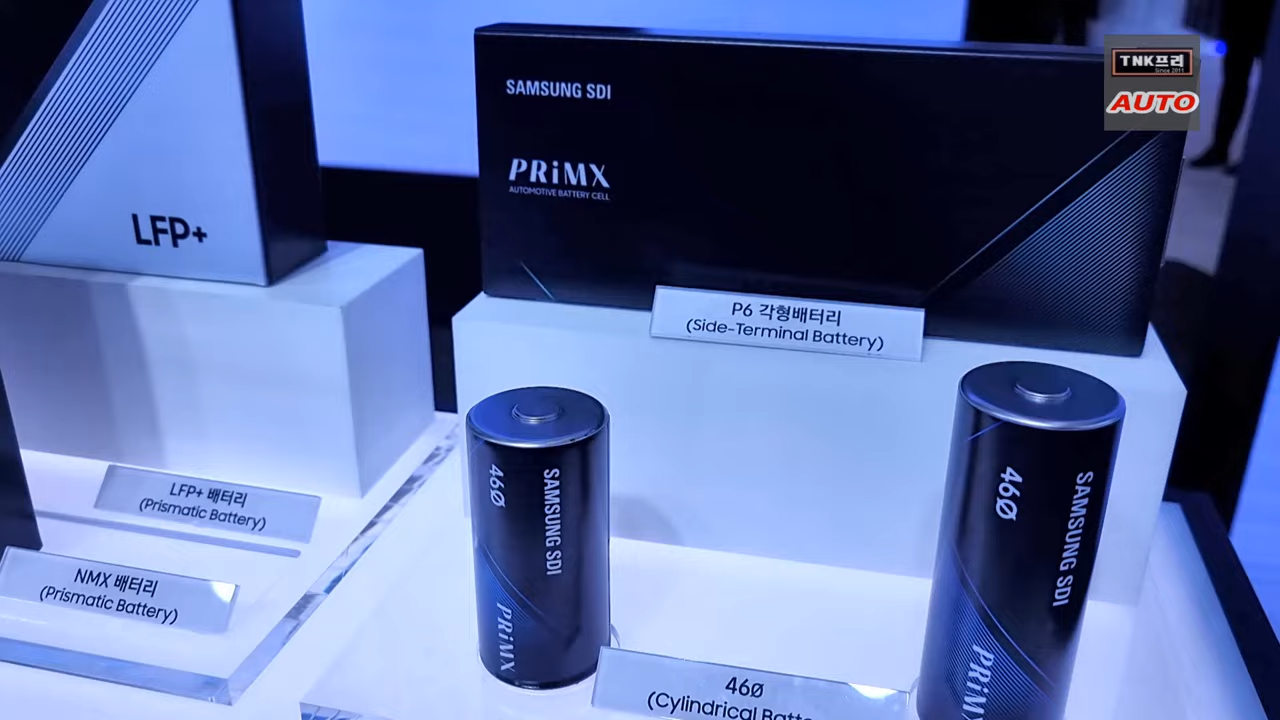 TNK프리
Since 2011
AUTO
SAMSUNG SDI
PRiMX
AUTOMOTIVE BATTERY CELL
LFP+
P6 각형배터리
(Side-Terminal Battery)
LFP+ 배터리
(Prismatic Battery)
NMX 배터리
(Prismatic Battery)
46Ø
SAMSUNG SDI
PRiMX
46Ø
SAMSUNG SDI
PRiMX
46Ø
(Cylindrical Batte